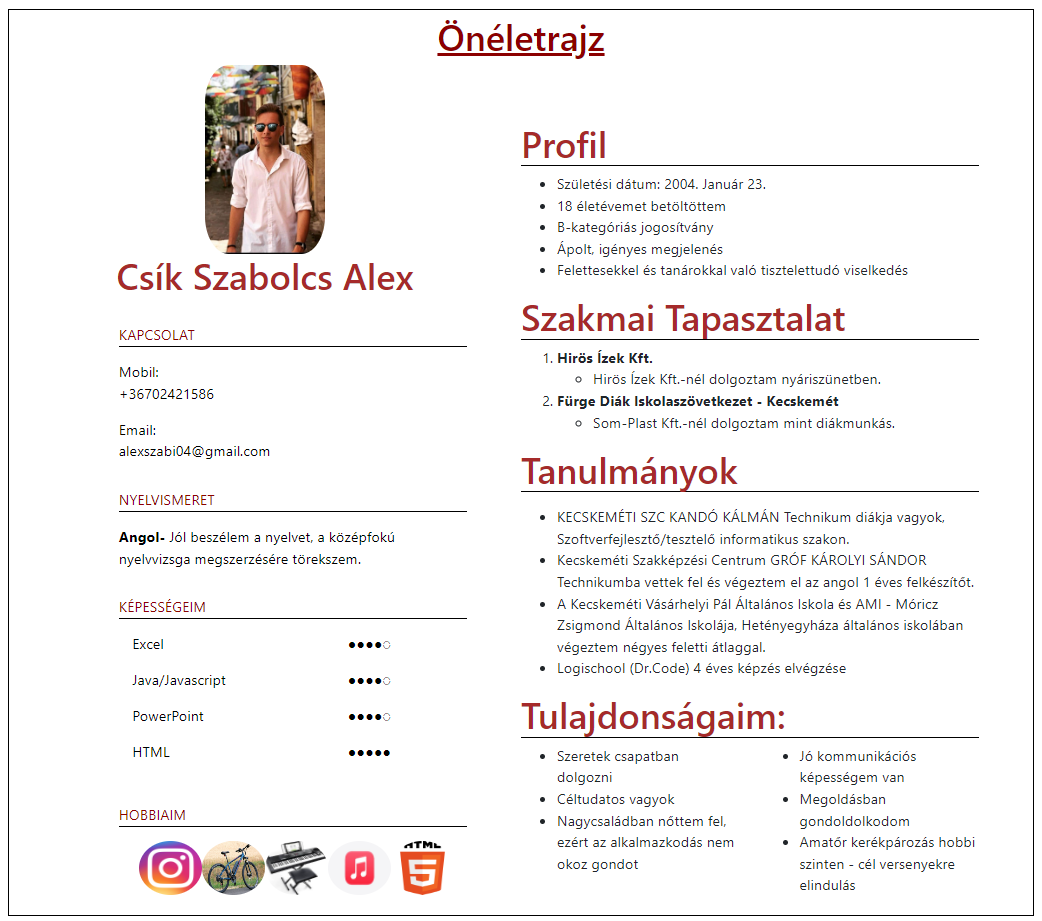 Önéletrajz
Csík Szabolcs Alex
KAPCSOLAT
Mobil:
+36702421586
Email:
alexszabi04@gmail.com
NYELVISMERET
Angol- Jól beszélem a nyelvet, a középfokú
nyelvvizsga megszerzésére törekszem.
KÉPESSÉGEIM
Excel ●●●●◌
Java/Javascript ●●●●◌
PowerPoint ●●●●◌
HTML ●●●●●
HOBBIAIM
HTML
5
Profil
• Születési dátum: 2004. Január 23.
• 18 életévemet betöltöttem
• B-kategóriás jogosítvány
• Ápolt, igényes megjelenés
• Felettesekkel és tanárokkal való tisztelettudó viselkedés
Szakmai Tapasztalat
1. Hirös Ízek Kft.
◦ Hirös Ízek Kft.-nél dolgoztam nyáriszünetben.
2. Fürge Diák Iskolaszövetkezet - Kecskemét
◦ Som-Plast Kft.-nél dolgoztam mint diákmunkás.
Tanulmányok
• KECSKEMÉTI SZC KANDÓ KÁLMÁN Technikum diákja vagyok,
Szoftverfejlesztő/tesztelő informatikus szakon.
• Kecskeméti Szakképzési Centrum GRÓF KÁROLYI SÁNDOR
Technikumba vettek fel és végeztem el az angol 1 éves felkészítőt.
• A Kecskeméti Vásárhelyi Pál Általános Iskola és AMI - Móricz
Zsigmond Általános Iskolája, Hetényegyháza általános iskolában
végeztem négyes feletti átlaggal.
• Logischool (Dr.Code) 4 éves képzés elvégzése
Tulajdonságaim:
• Szeretek csapatban
dolgozni
• Céltudatos vagyok
• Nagycsaládban nőttem fel,
ezért az alkalmazkodás nem
okoz gondot
• Jó kommunikációs
képességem van
• Megoldásban
gondoldolkodom
• Amatőr kerékpározás hobbi
szinten - cél versenyekre
elindulás